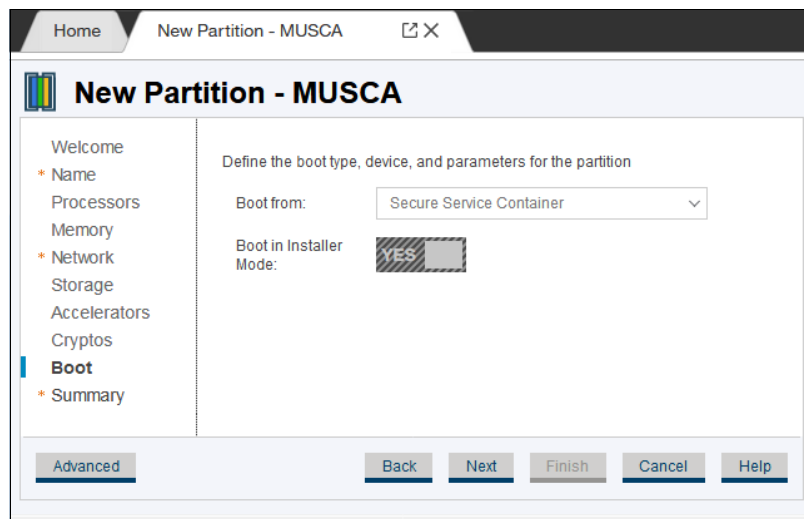 Home
New Partition - MUSCA
New Partition - MUSCA
Welcome
* Name
Processors
Memory
* Network
Storage
Accelerators
Cryptos
Boot
* Summary
Define the boot type, device, and parameters for the partition
Boot from:
Secure Service Container
Boot in Installer
Mode:
YES
Advanced
Back
Next
Finish
Cancel
Help